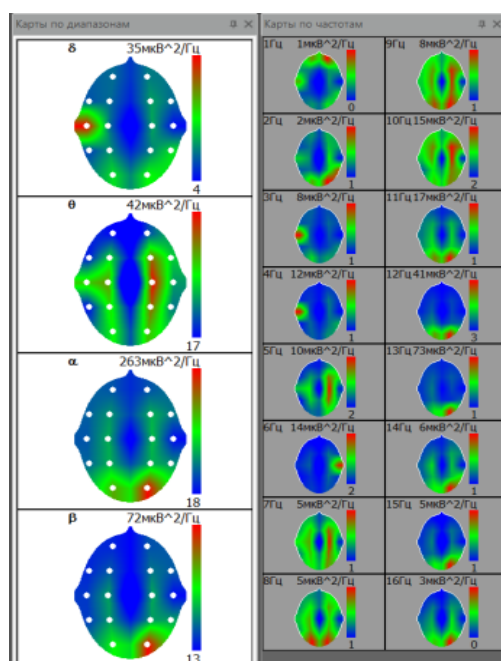 Карты по диапазонам
δ 35мкВ^2/Гц
4
θ 42мкВ^2/Гц
17
α 263мкВ^2/Гц
18
β 72мкВ^2/Гц
13
Карты по частотам
1Гц 1мкВ^2/Гц
0
9Гц 8мкВ^2/Гц
1
2Гц 2мкВ^2/Гц
1
10Гц 15мкВ^2/Гц
2
3Гц 8мкВ^2/Гц
1
11Гц 17мкВ^2/Гц
1
4Гц 12мкВ^2/Гц
1
12Гц 41мкВ^2/Гц
3
5Гц 10мкВ^2/Гц
2
13Гц 73мкВ^2/Гц
1
6Гц 14мкВ^2/Гц
2
14Гц 6мкВ^2/Гц
1
7Гц 5мкВ^2/Гц
1
15Гц 5мкВ^2/Гц
1
8Гц 5мкВ^2/Гц
1
16Гц 3мкВ^2/Гц
0